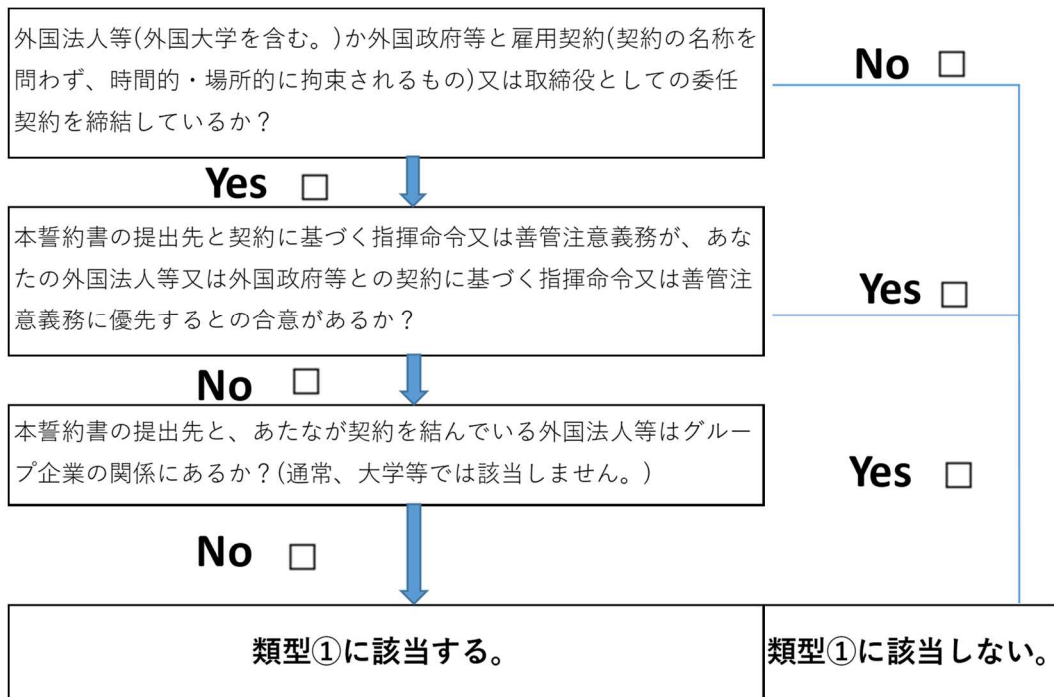 外国法人等(外国大学を含む。)か外国政府等と雇用契約(契約の名称を
問わず、時間的・場所的に拘束されるもの)又は取締役としての委任
契約を締結しているか？
No □
Yes □
本誓約書の提出先と契約に基づく指揮命令又は善管注意義務が、あな
たの外国法人等又は外国政府等との契約に基づく指揮命令又は善管注
意義務に優先するとの合意があるか？
Yes □
No □
本誓約書の提出先と、あたなが契約を結んでいる外国法人等はグルー
プ企業の関係にあるか？(通常、大学等では該当しません。)
Yes □
No □
類型①に該当する。
類型①に該当しない。